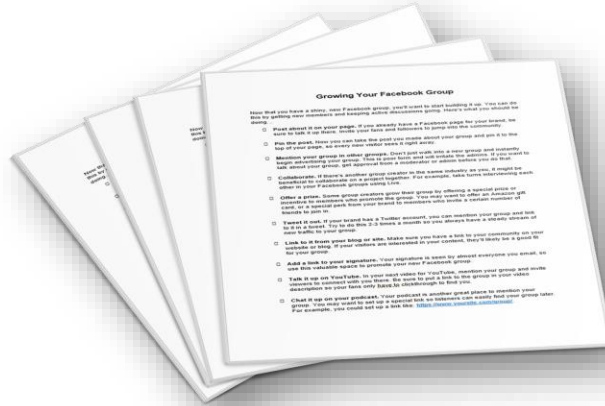 Growing Your Facebook Group
Now that you have a shiny, new Facebook group, you'll want to start building it up. You can do
this by getting new members and keeping active discussions going. Here's what you should be
doing...
Post about it on your page. If you already have a Facebook page for your brand, be
sure to talk it up there. Invite your fans and followers to jump into the community.
Pin the post. Now you can take the post you made about your group and pin it to the
top of your page, so every new visitor sees it right away.
Mention your group in other groups. Don't just walk into a new group and instantly
begin advertising your group. This is poor form and will irritate the admins. If you want to
talk about your group, get approval from a moderator or admin before you do that.
Collaborate. If there's another group creator in the same industry as you, it might be
beneficial to collaborate on a project together. For example, take turns interviewing each
other in your Facebook groups using Live.
Offer a prize. Some group creators grow their group by offering a special prize or
incentive to members who promote the group. You may want to offer an Amazon gift
card, or a special perk from your brand to members who invite a certain number of
friends to join in.
Tweet it out. If your brand has a Twitter account, you can mention your group and link
to it in a tweet. Try to do this 2-3 times a month so you always have a steady stream of
new traffic to your group.
Link to it from your blog or site. Make sure you have a link to your community on your
website or blog. If your visitors are interested in your content, they'll likely be a good fit
for your group.
Add a link to your signature. Your signature is seen by almost everyone you email, so
use this valuable space to promote your new Facebook group.
Talk it up on YouTube. In your next video for YouTube, mention your group and invite
viewers to connect with you there. Be sure to put a link to the group in your video
description so your fans only have to clickthrough to find you.
Chat it up on your podcast. Your podcast is another great place to mention your
group. You may want to set up a special link so listeners can easily find your group later.
For example, you could set up a link like: https://www.yoursite.com/group/